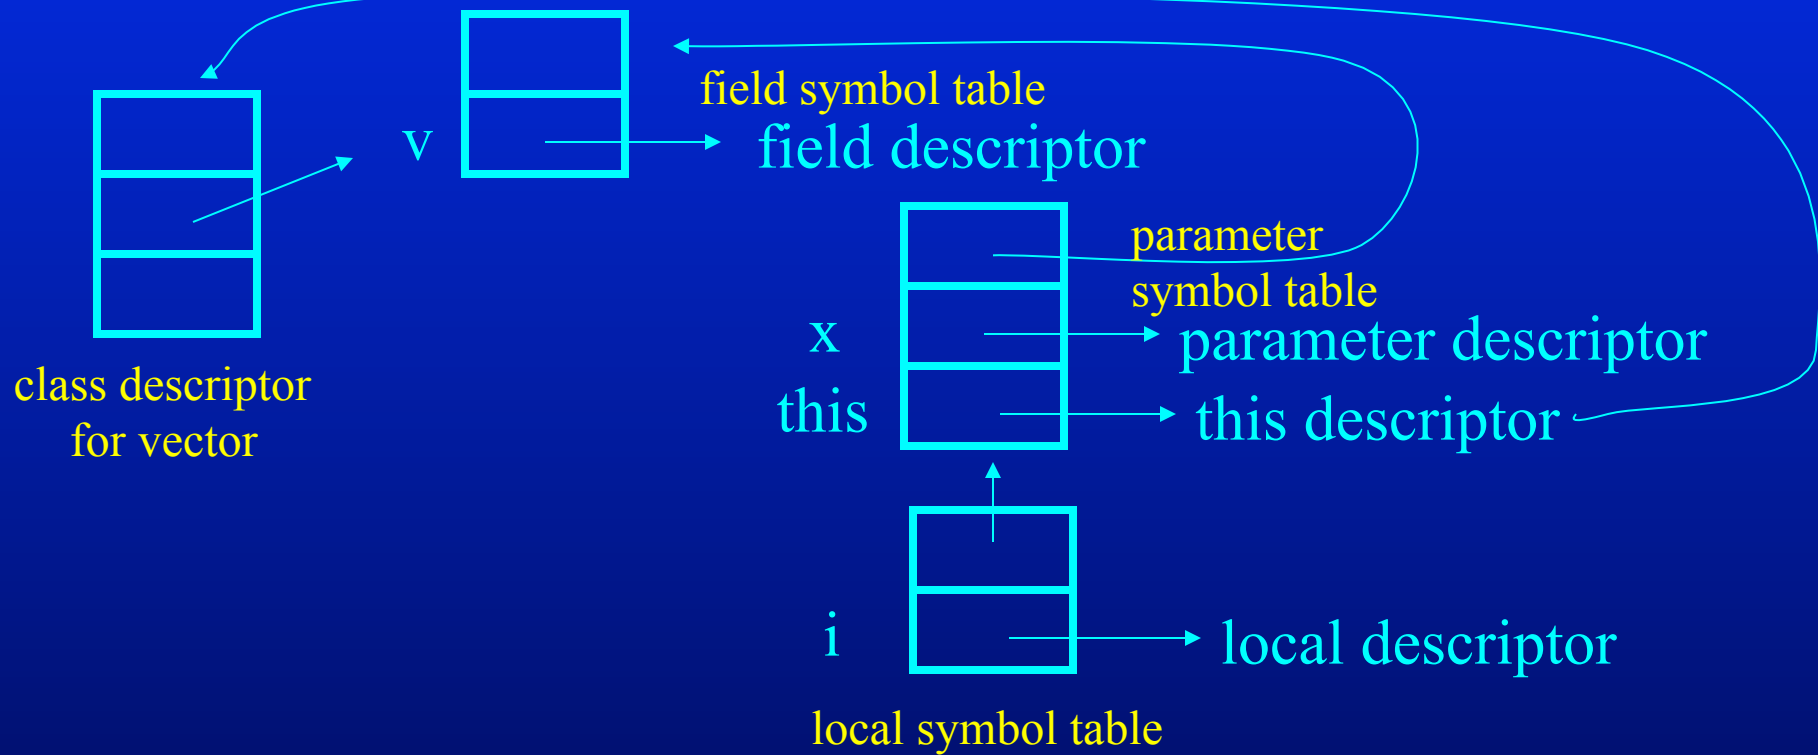 field symbol table
v
field descriptor
parameter
symbol table
x
parameter descriptor
class descriptor
for vector
this
this descriptor
i
local descriptor
local symbol table